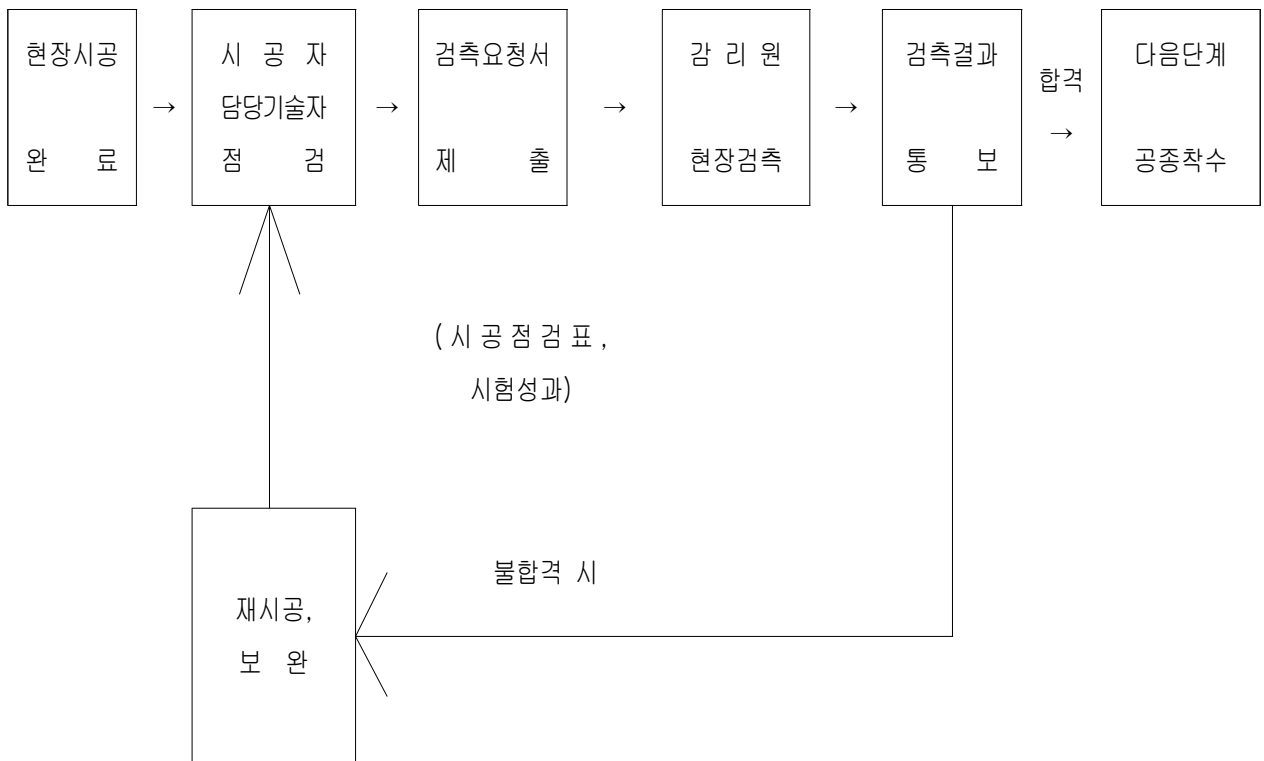 현장시공
완 료
→
시 공 자
담당기술자
점 검
→
검측요청서
제 출
→
감 리 원
현장검측
→
검측결과
통 보
합격
→
다음단계
공종착수
( 시 공 점 검 표 ,
시험성과)
불합격 시
재시공,
보 완